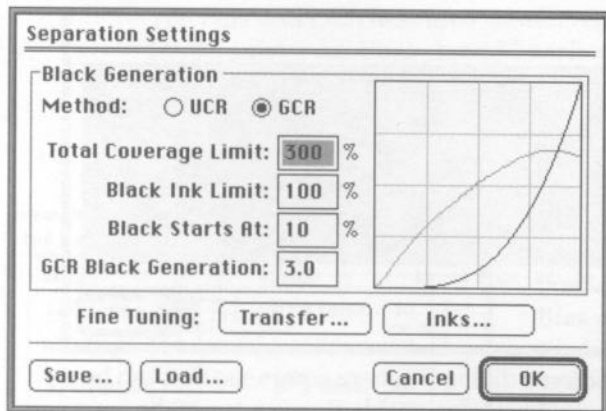 Separation Settings
Black Generation
Method: UCR GCR
Total Coverage Limit: 300 %
Black Ink Limit: 100 %
Black Starts At: 10 %
GCR Black Generation: 3.0
Fine Tuning: Transfer... Inks...
Save... Load... Cancel OK